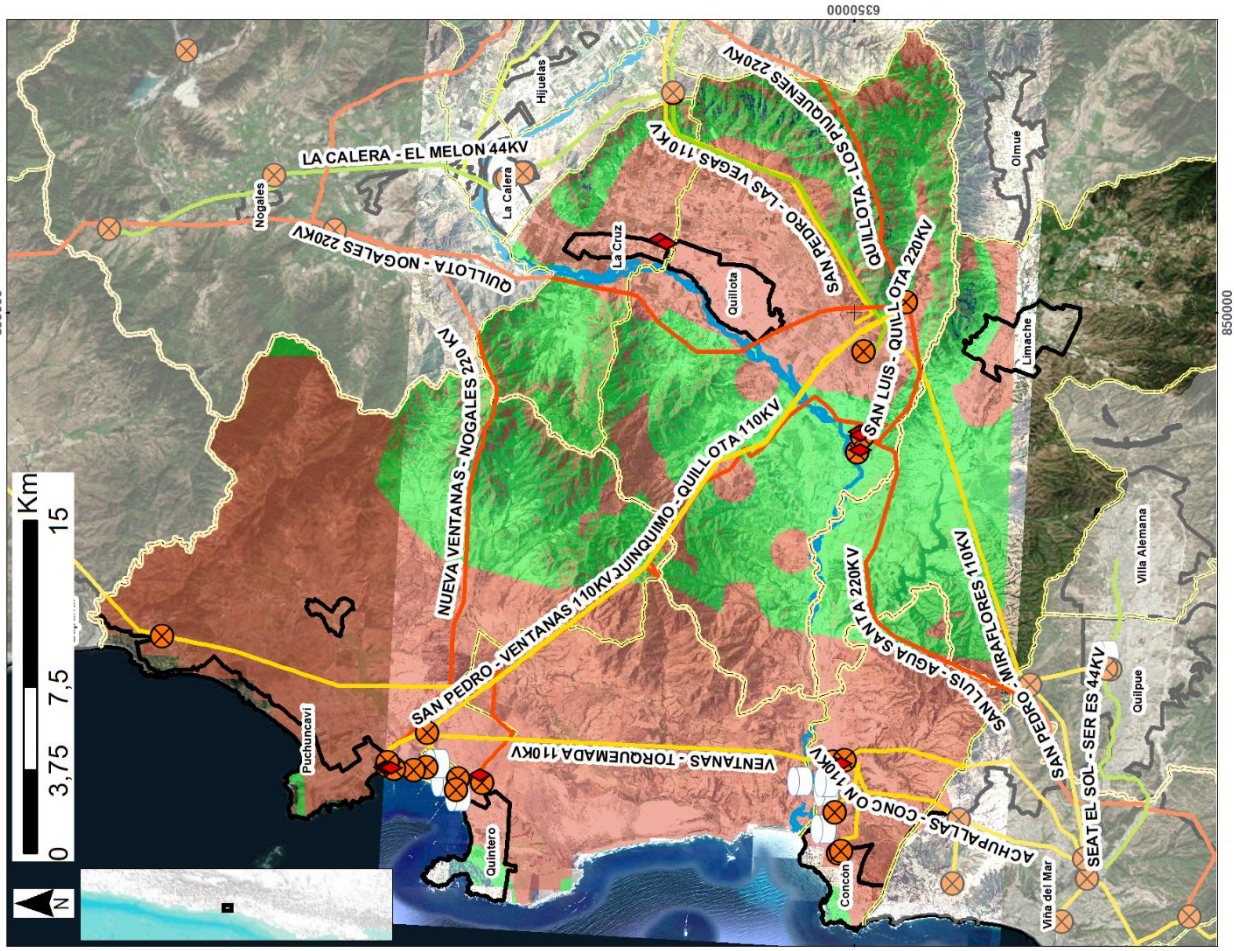 6350000
850000
Km
0 3,75 7,5 15
N
Hijuelas
LA CALERA - EL MELON 44KV
Nogales
La Calera
QUILLOTA - NOGALES 220KV
SAN PEDRO - LAS VEGAS 110 KV
QUILLOTA - LOS PIUQUENES 220KV
Olmué
La Cruz
Quillota
Limache
NUEVA VENTANAS - NOGALES 220 KV
SAN LUIS - QUILLOTA 220KV
QUINQUIMO - QUILLOTA 110KV
SAN PEDRO - VENTANAS 110KV
SAN LUIS - AGUA SANTA 220KV
SAN PEDRO - MIRAFLORES 110KV
Villa Alemana
Puchuncaví
VENTANAS - TORQUEMADA 110KV
Quintero
Concón
ACHUPALLAS - CONCON 110KV
SEAT EL SOL - SER ES 44KV
Quilpue
Viña del Mar